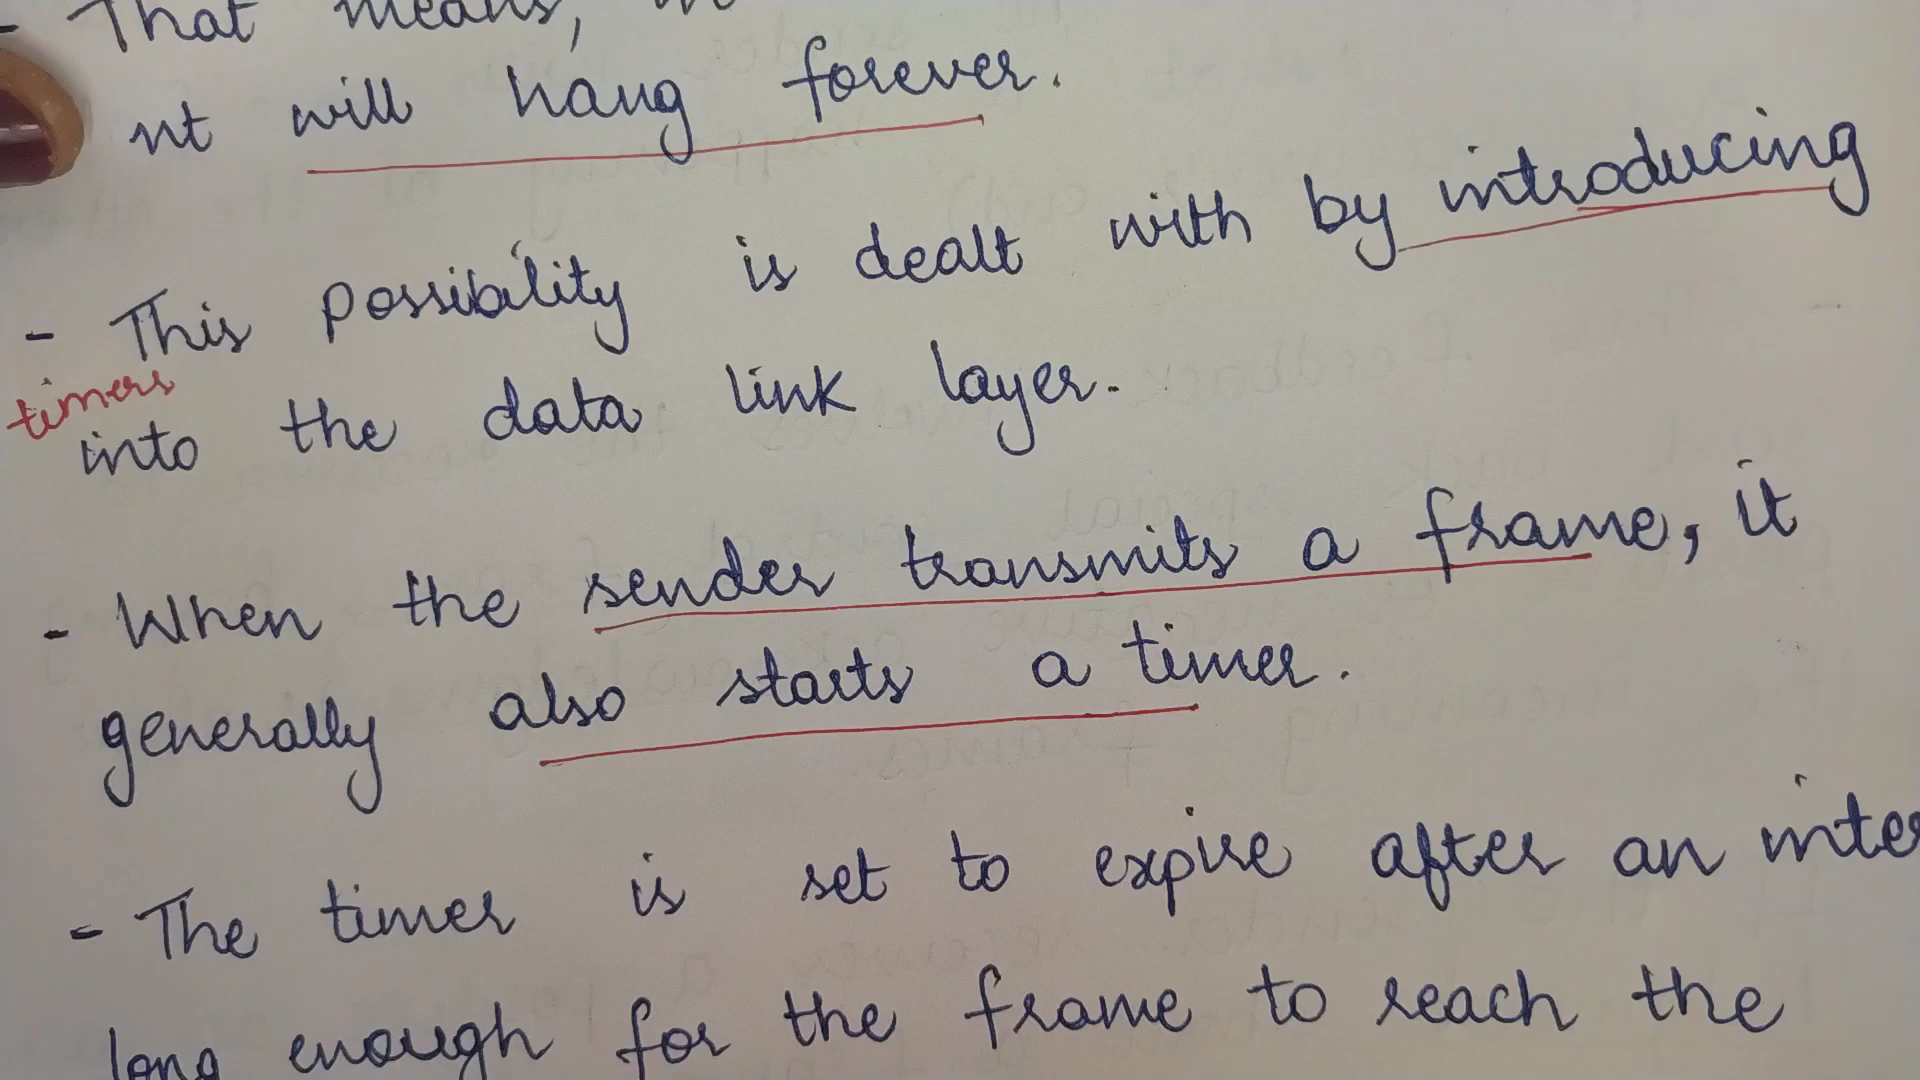 - That means,
nt will hang forever.
- This possibility is dealt with by introducing
timers
into the data link layer.
- When the sender transmits a frame, it
generally also starts a timer.
- The timer is set to expire after an inte
long enough for the frame to reach the